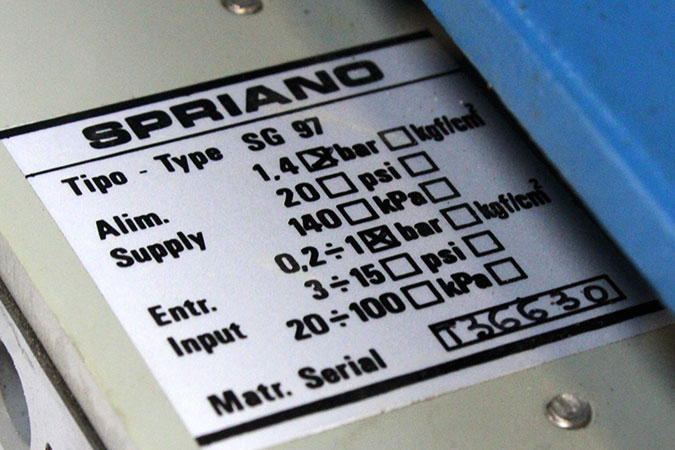 SPRIANO
Tipo - Type SG 97
Alim. 1.4 ☒ bar ☐ kgf/cm²
Supply 20 ☐ psi ☐
140 ☐ kPa ☐
Entr. 0,2÷1 ☒ bar ☐ kgf/cm²
Input 3÷15 ☐ psi ☐
20÷100 ☐ kPa ☐
Matr. Serial T36630